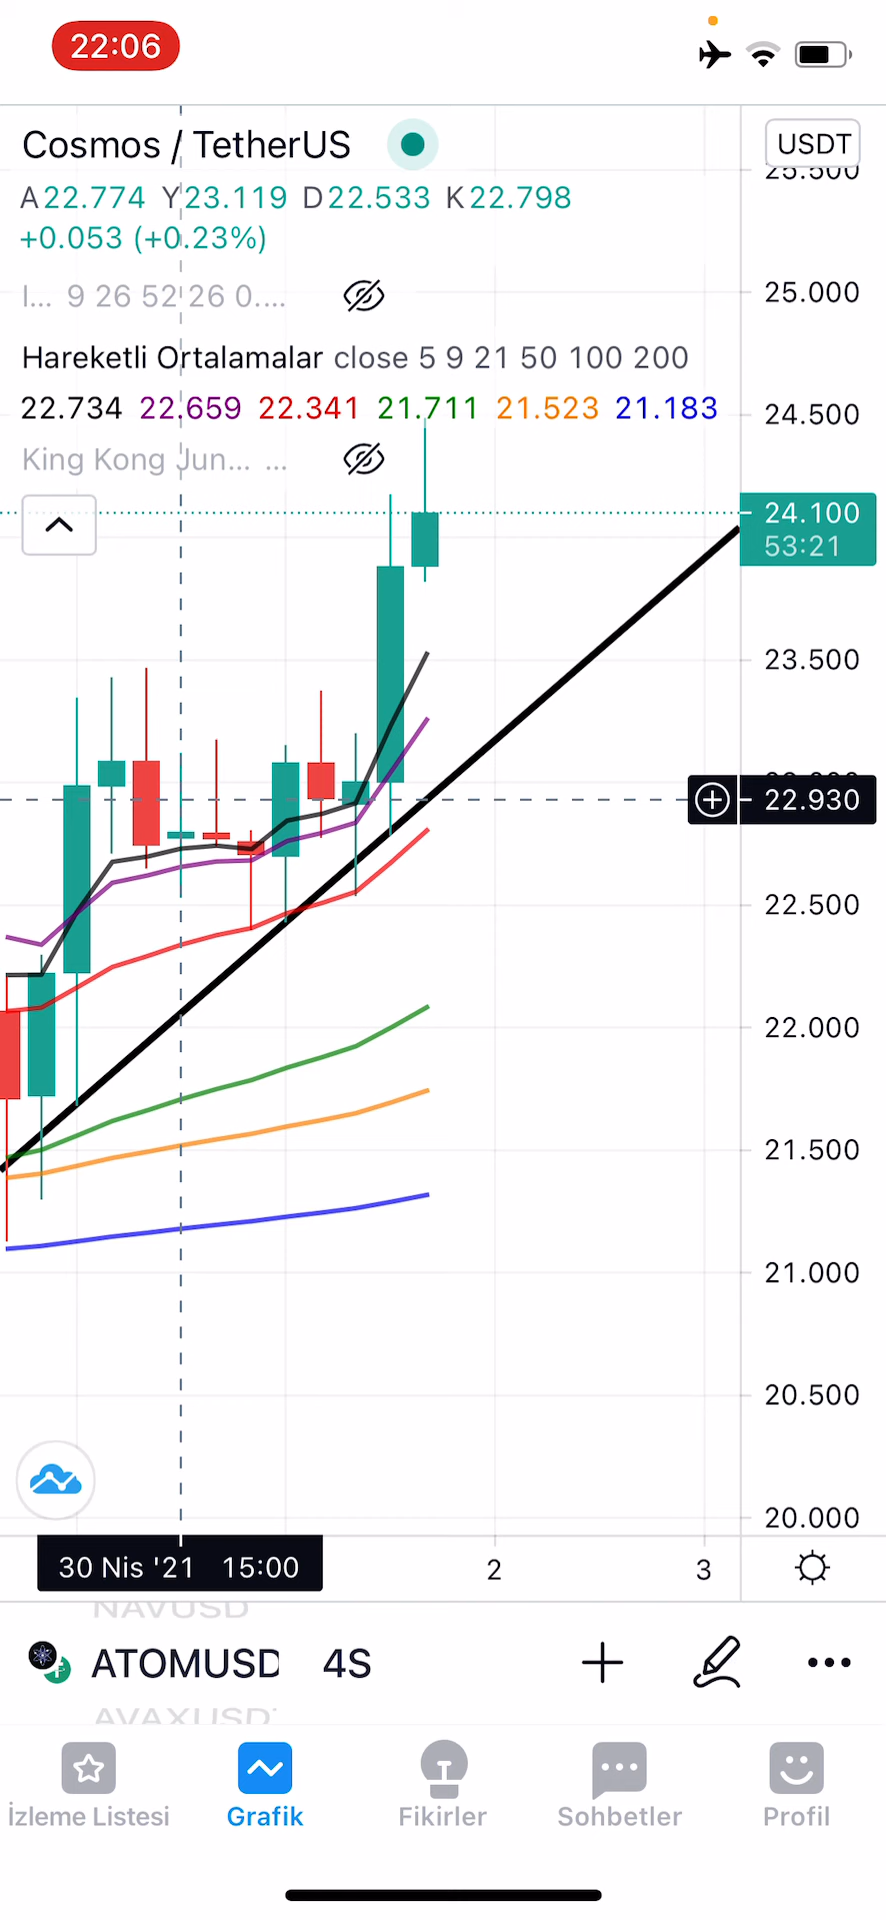 22:06
Cosmos / TetherUS
USDT
A22.774 Y23.119 D22.533 K22.798
+0.053 (+0.23%)
I... 9 26 52 26 0....
Hareketli Ortalamalar close 5 9 21 50 100 200
22.734 22.659 22.341 21.711 21.523 21.183
King Kong Jun... ...
25.500
25.000
24.500
24.100
53:21
23.500
22.930
22.500
22.000
21.500
21.000
20.500
20.000
30 Nis '21 15:00
2
3
NAVUSD
ATOMUSD
4S
AVAXUSDT
İzleme Listesi
Grafik
Fikirler
Sohbetler
Profil